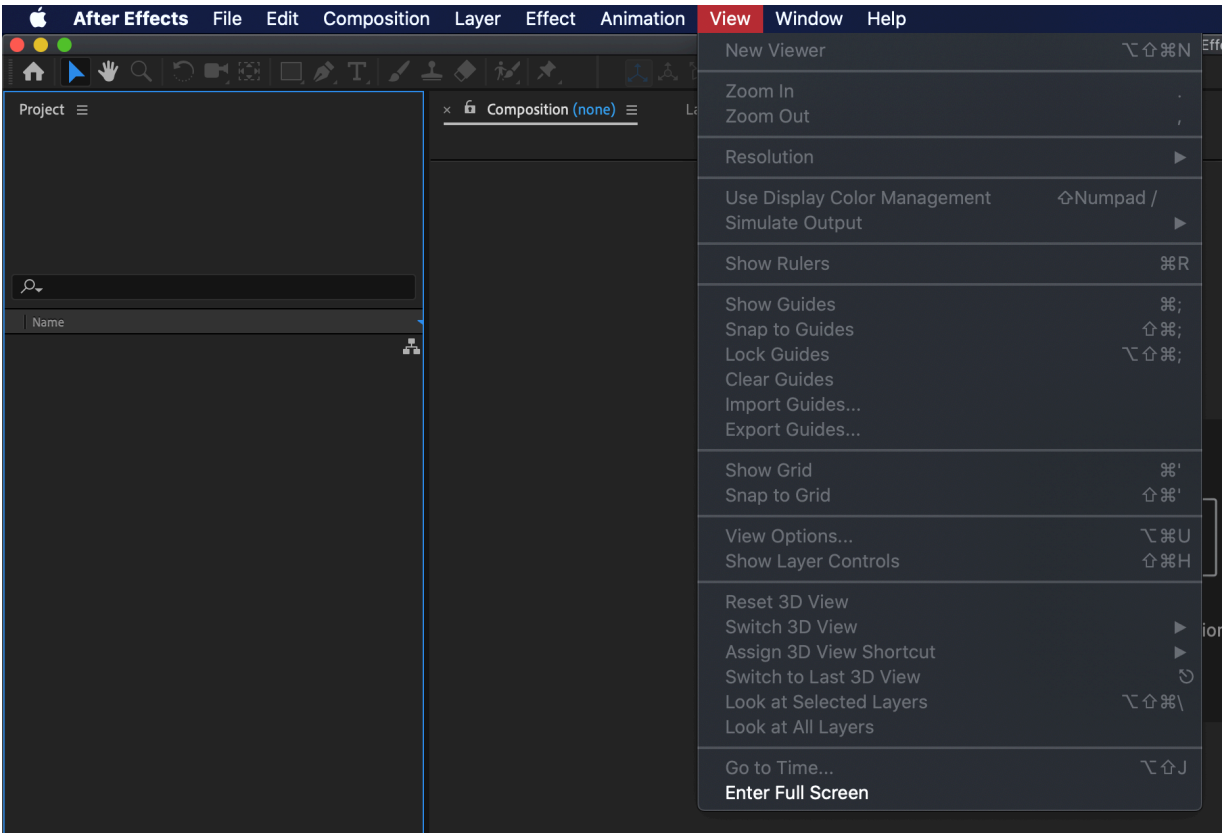 After Effects File Edit Composition Layer Effect Animation View Window Help
Project
Composition (none)
Name
New Viewer ⌥⇧⌘N
Zoom In .
Zoom Out ,
Resolution
Use Display Color Management ⇧Numpad /
Simulate Output
Show Rulers ⌘R
Show Guides ⌘;
Snap to Guides ⇧⌘;
Lock Guides ⌥⇧⌘;
Clear Guides
Import Guides...
Export Guides...
Show Grid ⌘'
Snap to Grid ⇧⌘'
View Options... ⌥⌘U
Show Layer Controls ⇧⌘H
Reset 3D View
Switch 3D View
Assign 3D View Shortcut
Switch to Last 3D View
Look at Selected Layers ⌥⇧⌘\
Look at All Layers
Go to Time... ⌥⇧J
Enter Full Screen